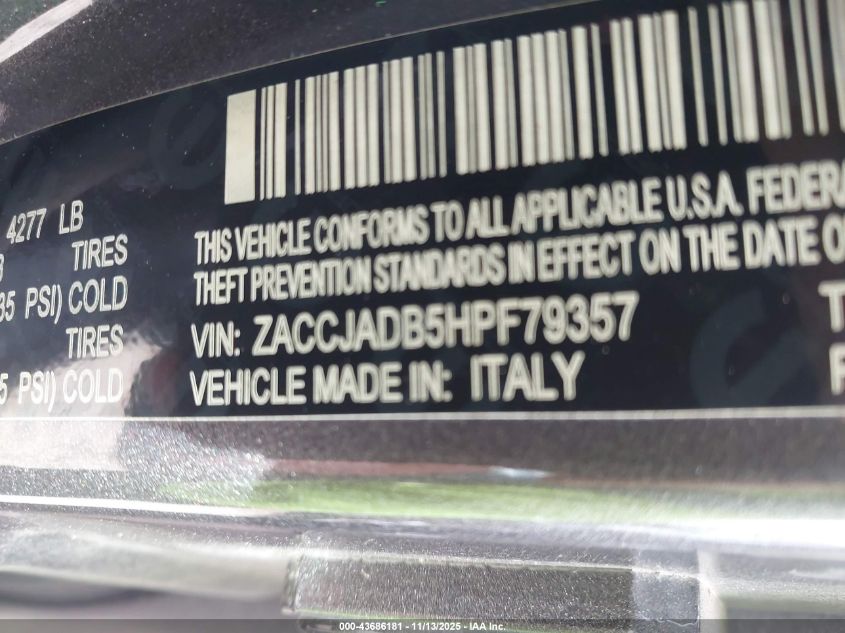 4277 LB
TIRES
35 PSI) COLD
TIRES
5 PSI) COLD
THIS VEHICLE CONFORMS TO ALL APPLICABLE U.S.A. FEDERA
THEFT PREVENTION STANDARDS IN EFFECT ON THE DATE O
VIN: ZACCJADB5HPF79357
VEHICLE MADE IN: ITALY
000-43686181 - 11/13/2025 - IAA Inc.